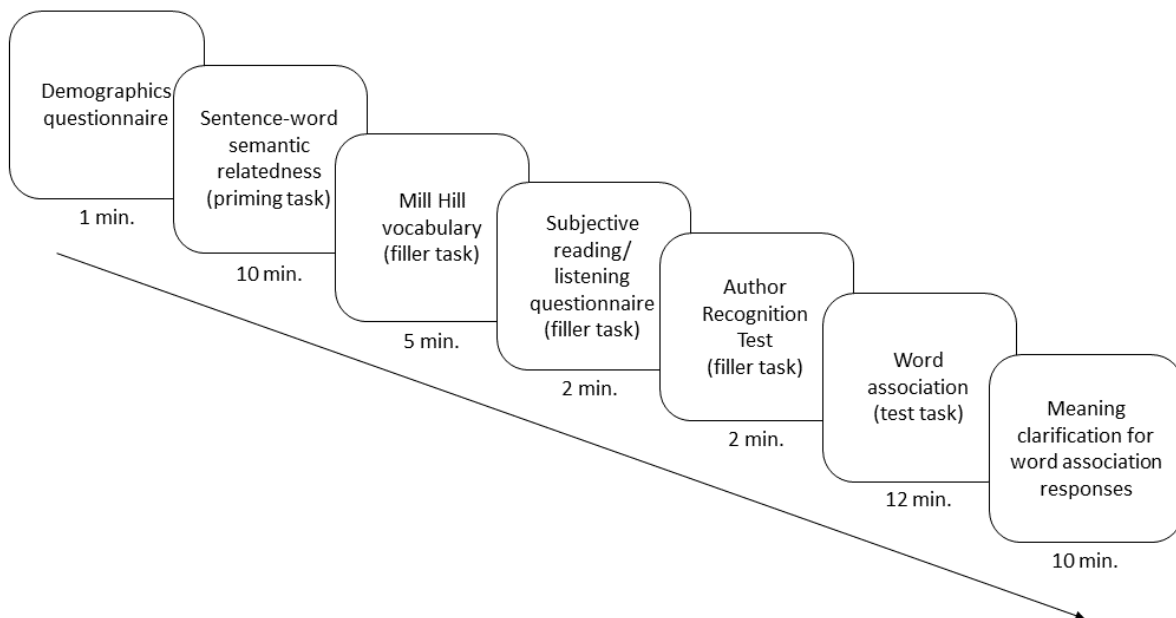 Demographics
questionnaire
1 min.
Sentence-word
semantic
relatedness
(priming task)
10 min.
Mill Hill
vocabulary
(filler task)
5 min.
Subjective
reading/
listening
questionnaire
(filler task)
2 min.
Author
Recognition
Test
(filler task)
2 min.
Word
association
(test task)
12 min.
Meaning
clarification for
word association
responses
10 min.